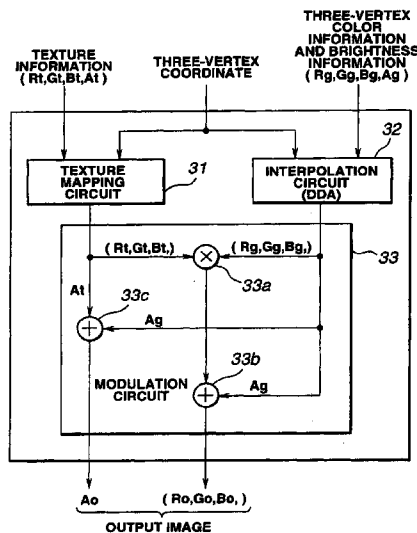 TEXTURE
INFORMATION
( Rt,Gt,Bt,At )
THREE-VERTEX
COORDINATE
THREE-VERTEX
COLOR
INFORMATION
AND BRIGHTNESS
INFORMATION
( Rg,Gg,Bg,Ag )
TEXTURE
MAPPING
CIRCUIT
31
INTERPOLATION
CIRCUIT
(DDA)
32
33
( Rt,Gt,Bt,)
( Rg,Gg,Bg,)
33a
At
33c
Ag
33b
MODULATION
CIRCUIT
Ag
Ao
( Ro,Go,Bo, )
OUTPUT IMAGE